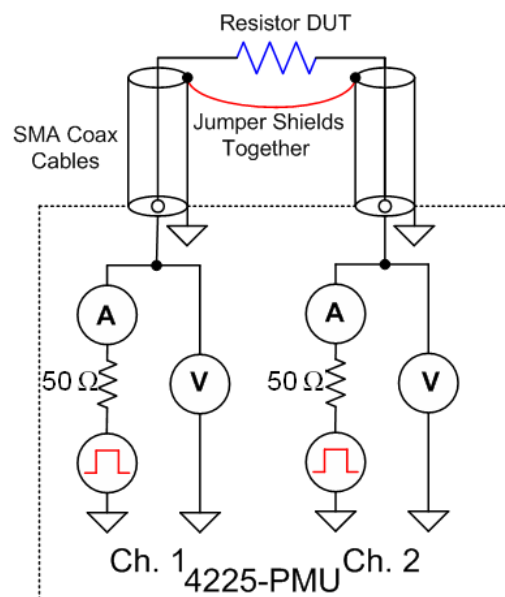 Resistor DUT
SMA Coax
Cables
Jumper Shields
Together
A
50 Ω
V
A
50 Ω
V
Ch. 1
4225-PMU
Ch. 2